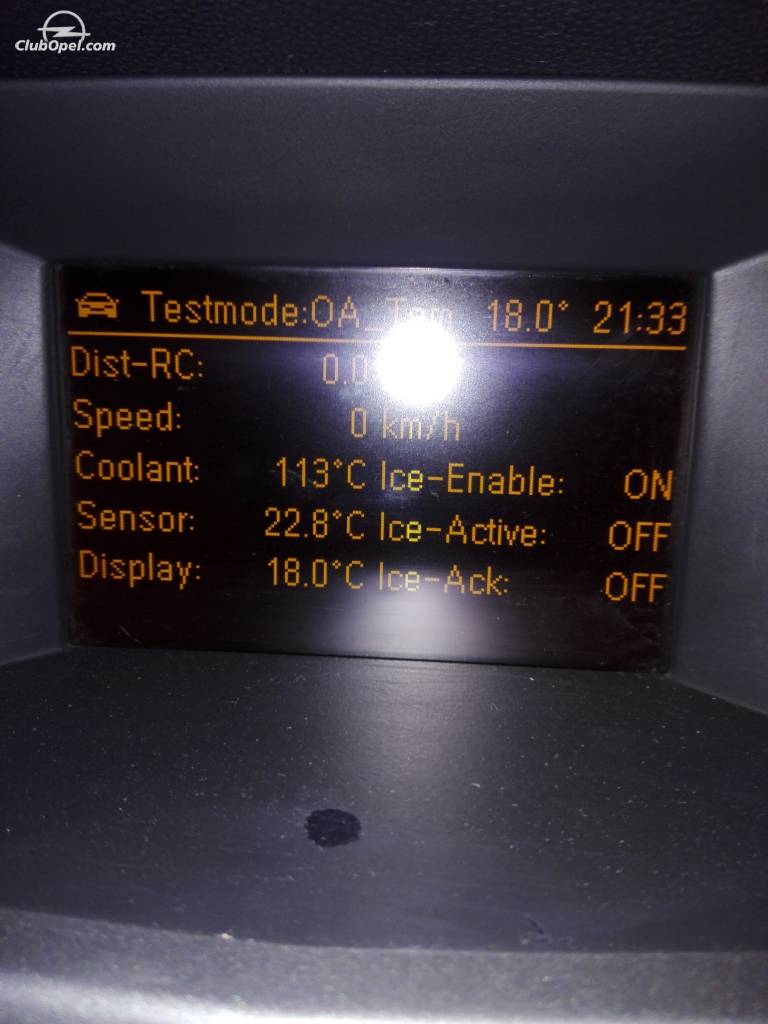 ClubOpel.com
Testmode:OA_Tem 18.0° 21:33
Dist-RC: 0.0
Speed: 0 km/h
Coolant: 113°C Ice-Enable: ON
Sensor: 22.8°C Ice-Active: OFF
Display: 18.0°C Ice-Ack: OFF